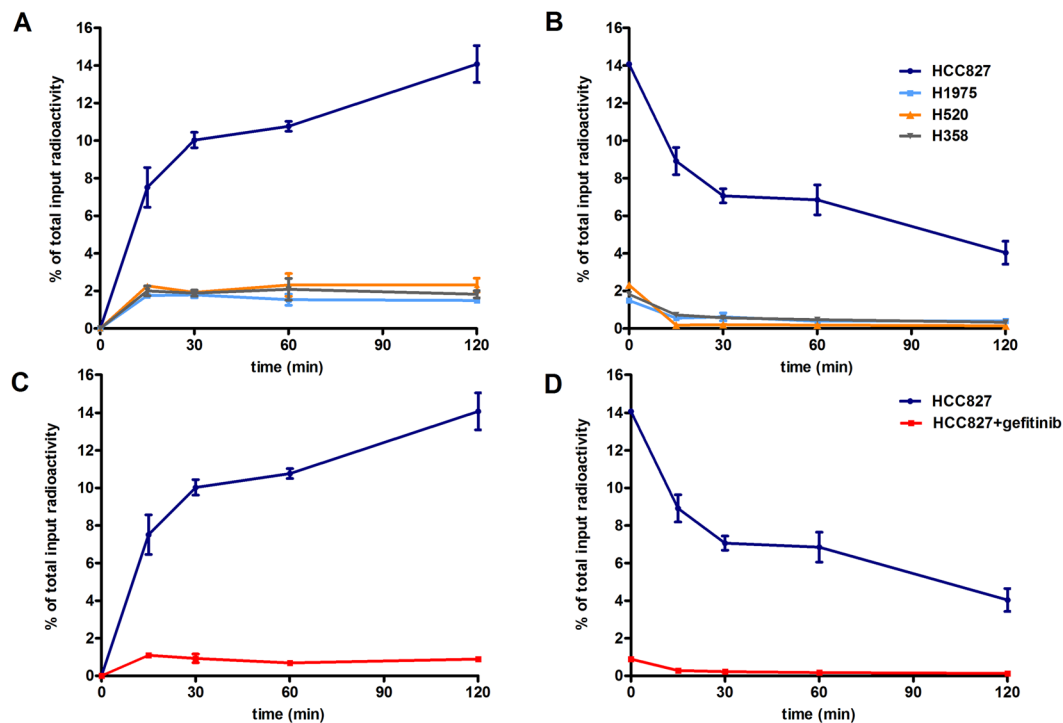 A
% of total input radioactivity
16
14
12
10
8
6
4
2
0
0 30 60 90 120
time (min)
B
% of total input radioactivity
16
14
12
10
8
6
4
2
0
0 30 60 90 120
time (min)
HCC827
H1975
H520
H358
C
% of total input radioactivity
16
14
12
10
8
6
4
2
0
0 30 60 90 120
time (min)
D
% of total input radioactivity
16
14
12
10
8
6
4
2
0
0 30 60 90 120
time (min)
HCC827
HCC827+gefitinib